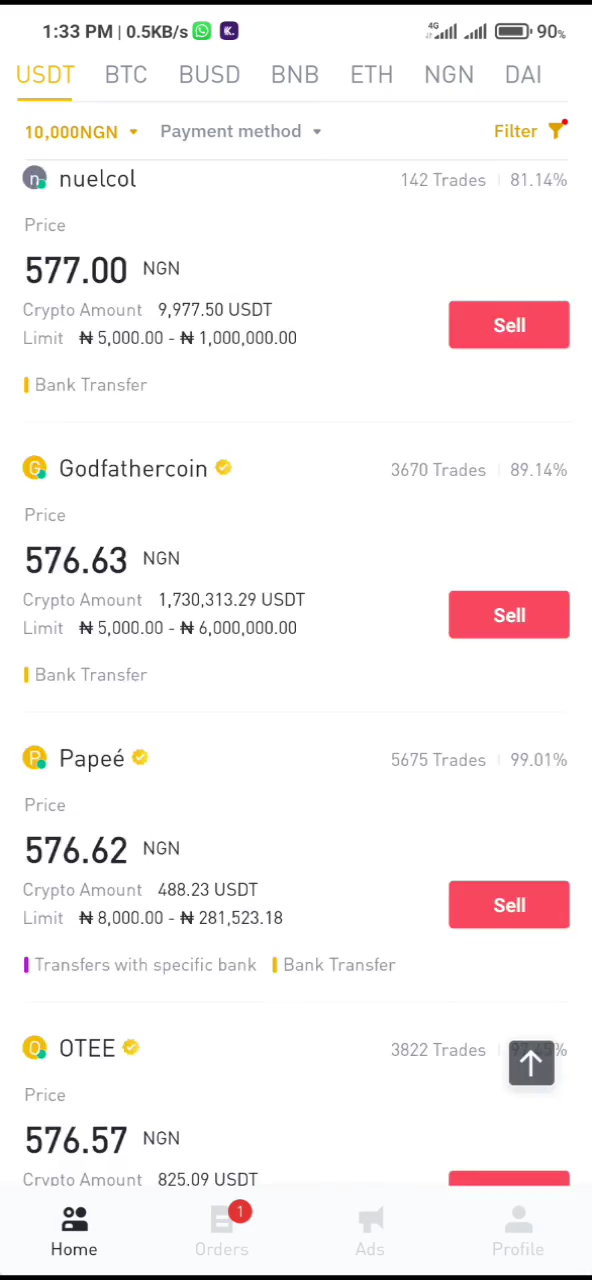 1:33 PM | 0.5KB/s K. 4G 90%
USDT BTC BUSD BNB ETH NGN DAI
10,000NGN Payment method Filter
n nuelcol 142 Trades 81.14%
Price
577.00 NGN
Crypto Amount 9,977.50 USDT
Limit ₦ 5,000.00 - ₦ 1,000,000.00
Sell
Bank Transfer
G Godfathercoin 3670 Trades 89.14%
Price
576.63 NGN
Crypto Amount 1,730,313.29 USDT
Limit ₦ 5,000.00 - ₦ 6,000,000.00
Sell
Bank Transfer
P Papeé 5675 Trades 99.01%
Price
576.62 NGN
Crypto Amount 488.23 USDT
Limit ₦ 8,000.00 - ₦ 281,523.18
Sell
Transfers with specific bank Bank Transfer
O OTEE 3822 Trades
Price
576.57 NGN
Crypto Amount 825.09 USDT
1
Home Orders Ads Profile